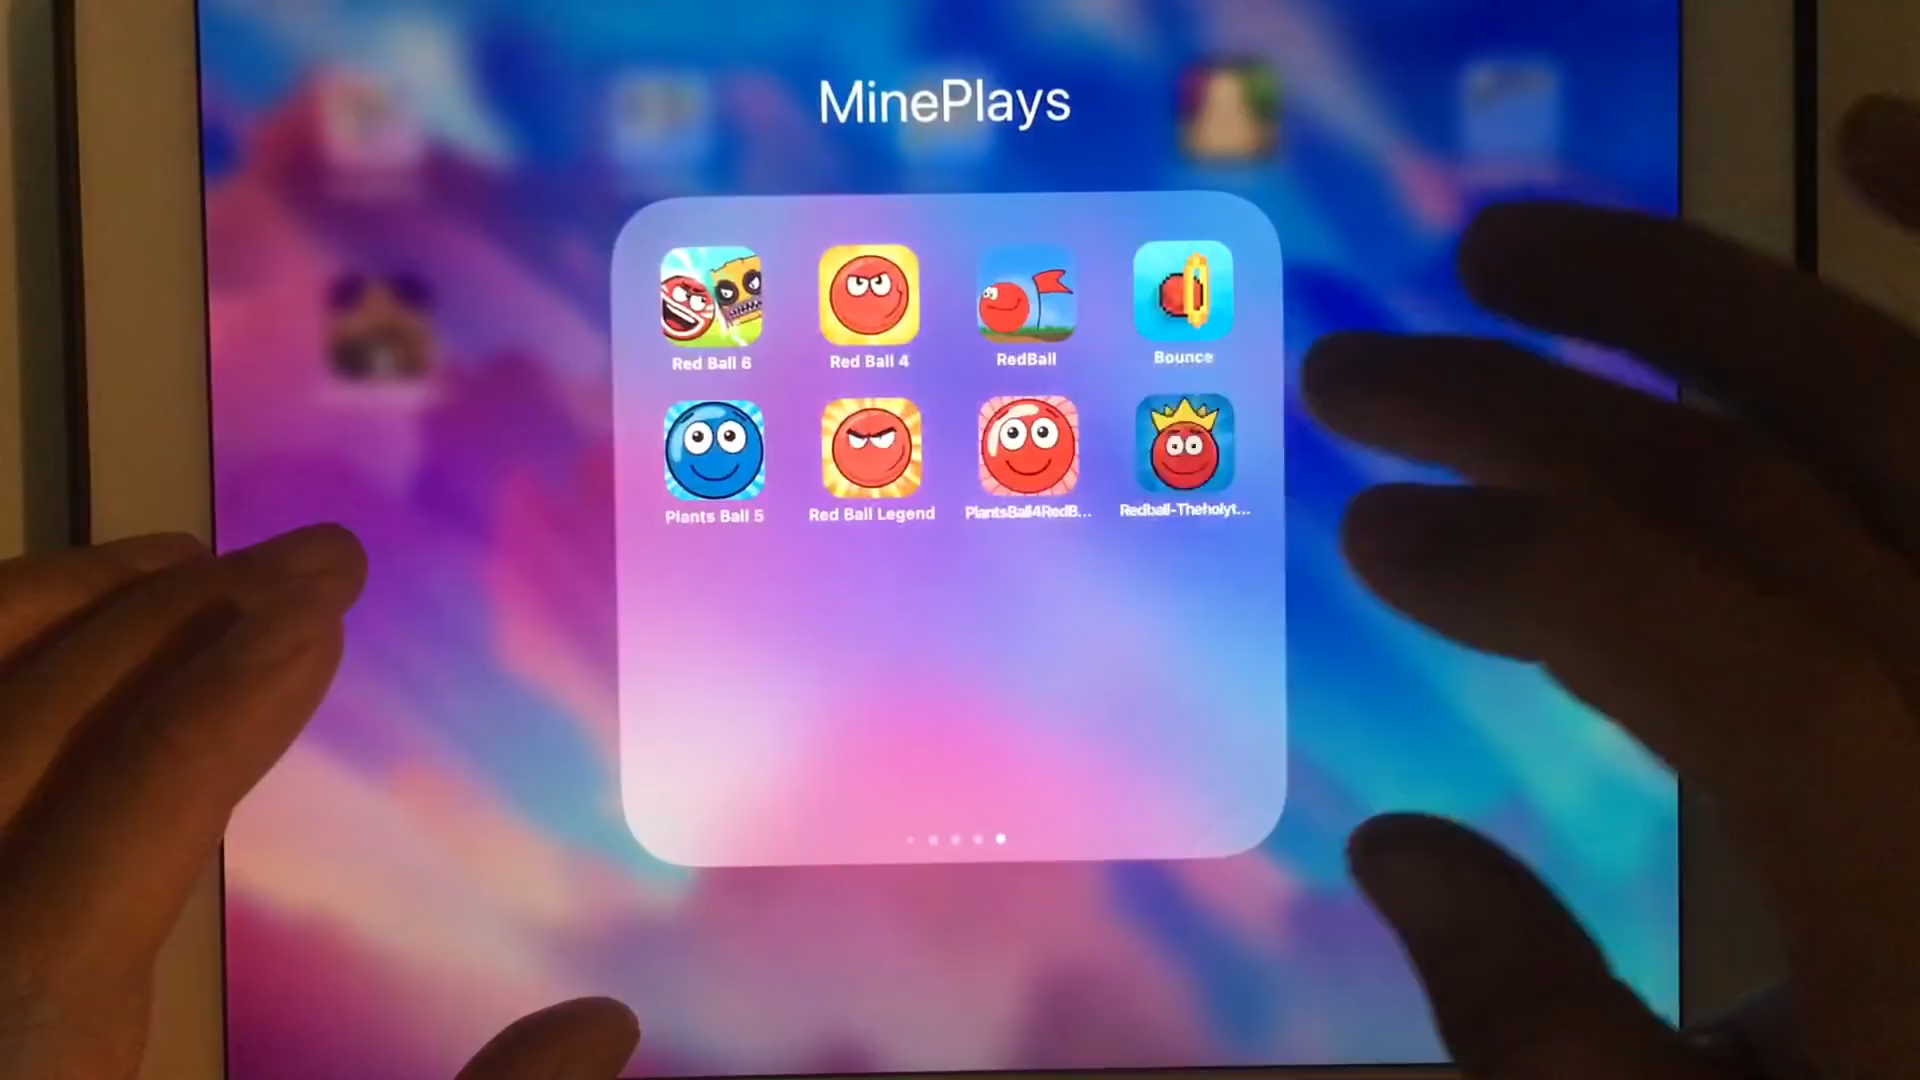 MinePlays
Red Ball 6
Red Ball 4
RedBall
Bounce
Plants Ball 5
Red Ball Legend
PlantsBall4RedB...
Redball-Theholyt...